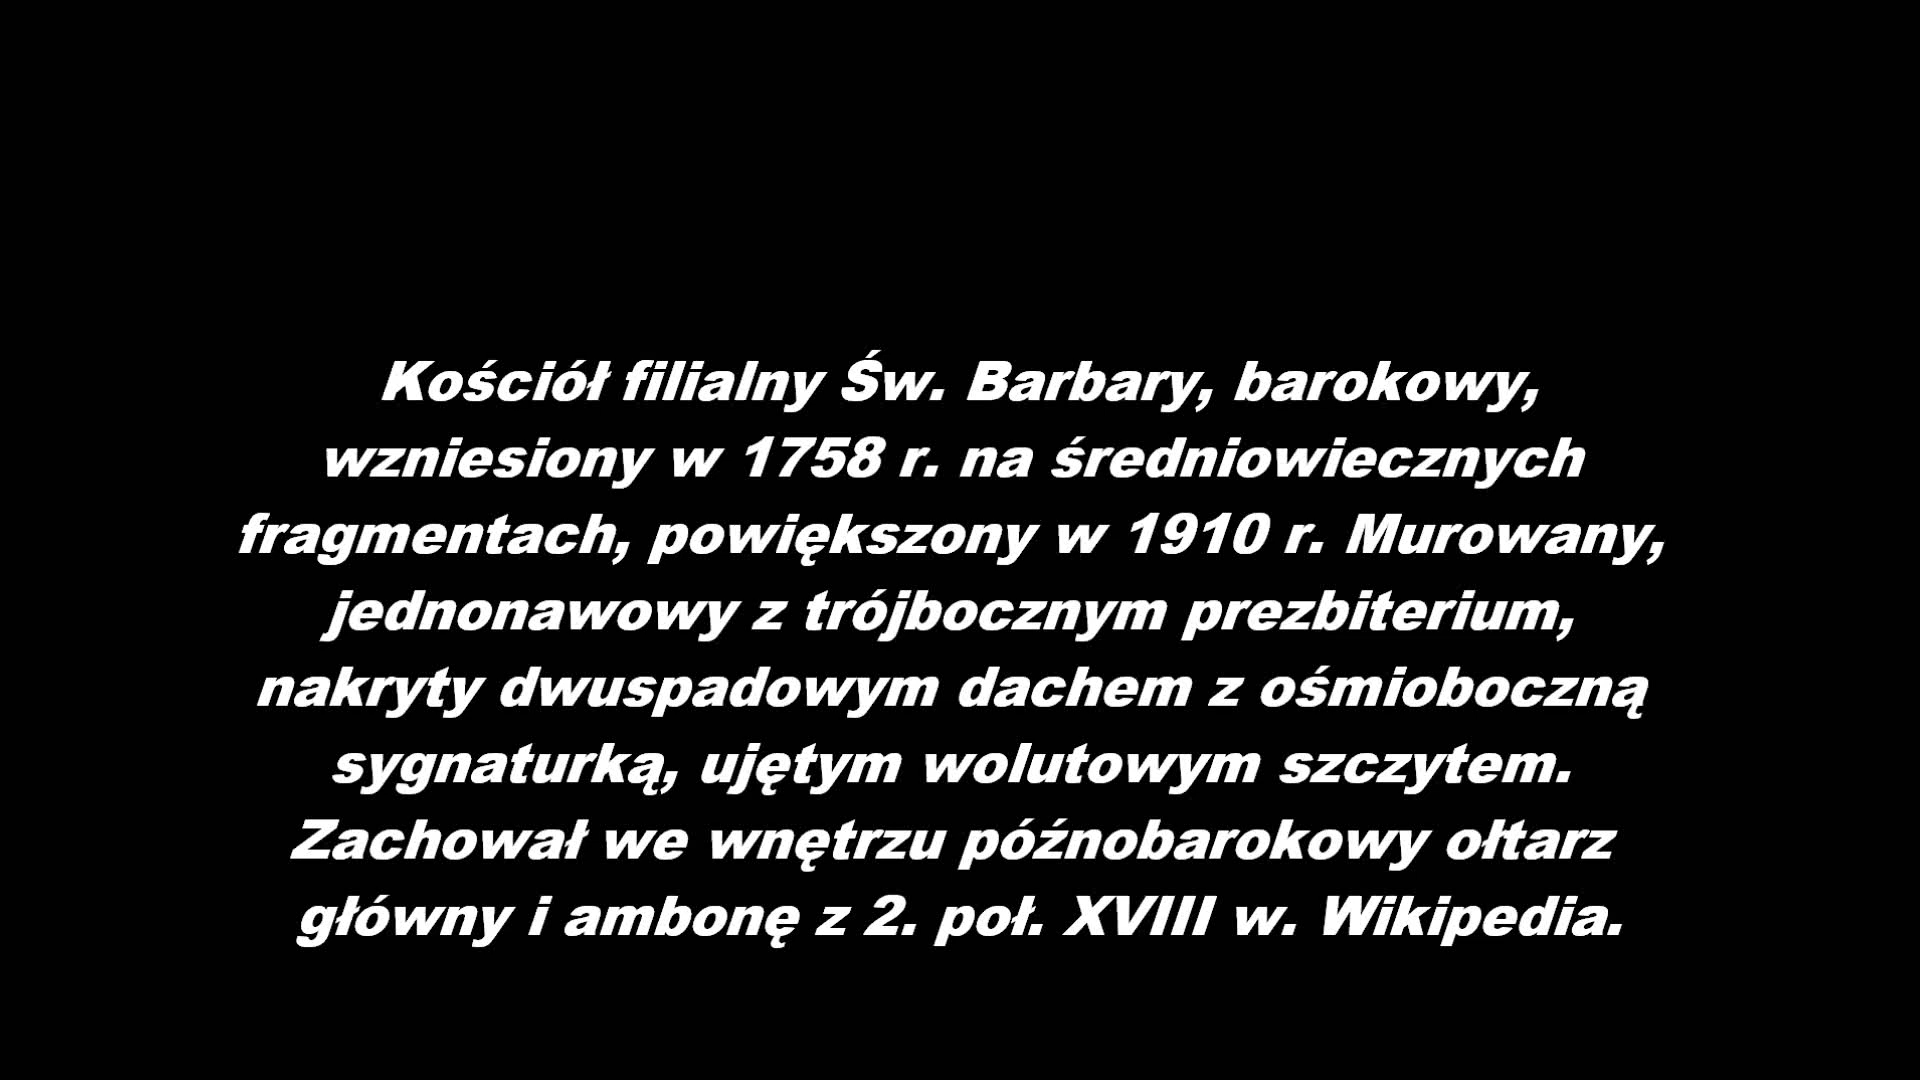 Kościół filialny Św. Barbary, barokowy,
wzniesiony w 1758 r. na średniowiecznych
fragmentach, powiększony w 1910 r. Murowany,
jednonawowy z trójbocznym prezbiterium,
nakryty dwuspadowym dachem z ośmioboczną
sygnaturką, ujętym wolutowym szczytem.
Zachował we wnętrzu późnobarokowy ołtarz
główny i ambonę z 2. poł. XVIII w. Wikipedia.